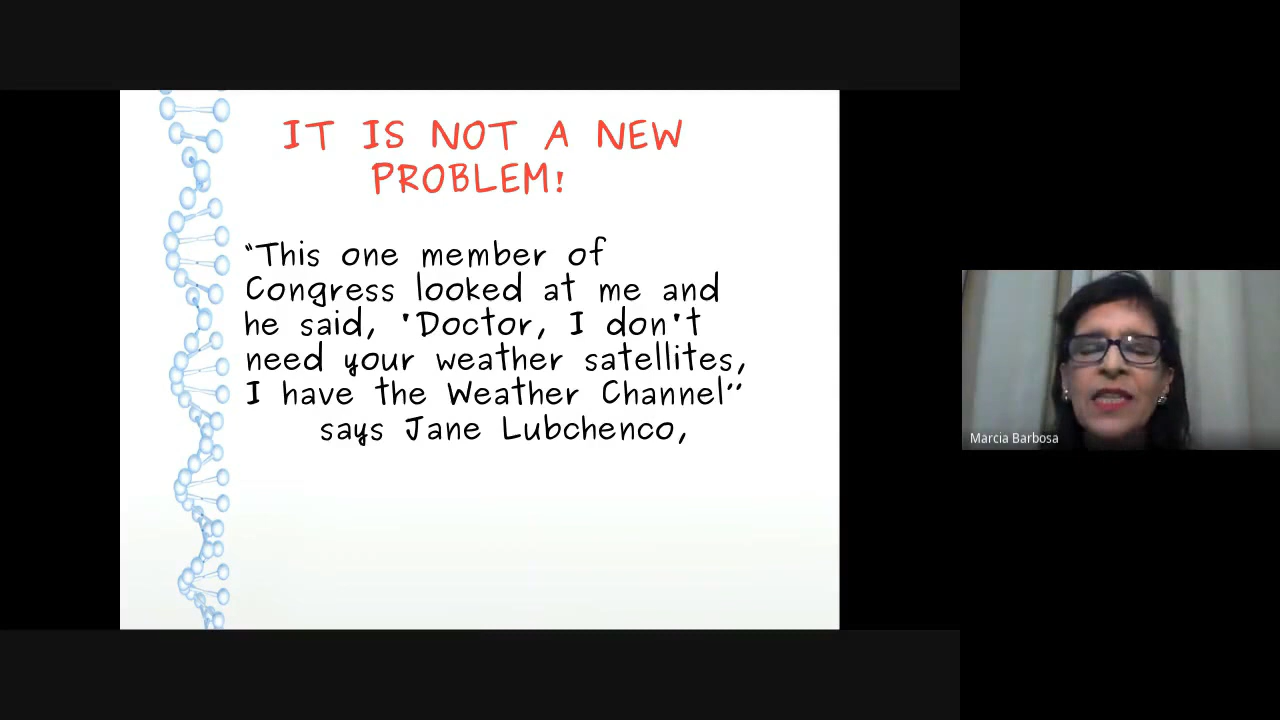 IT IS NOT A NEW
PROBLEM!
“This one member of
Congress looked at me and
he said, 'Doctor, I don't
need your weather satellites,
I have the Weather Channel”
says Jane Lubchenco,
Marcia Barbosa